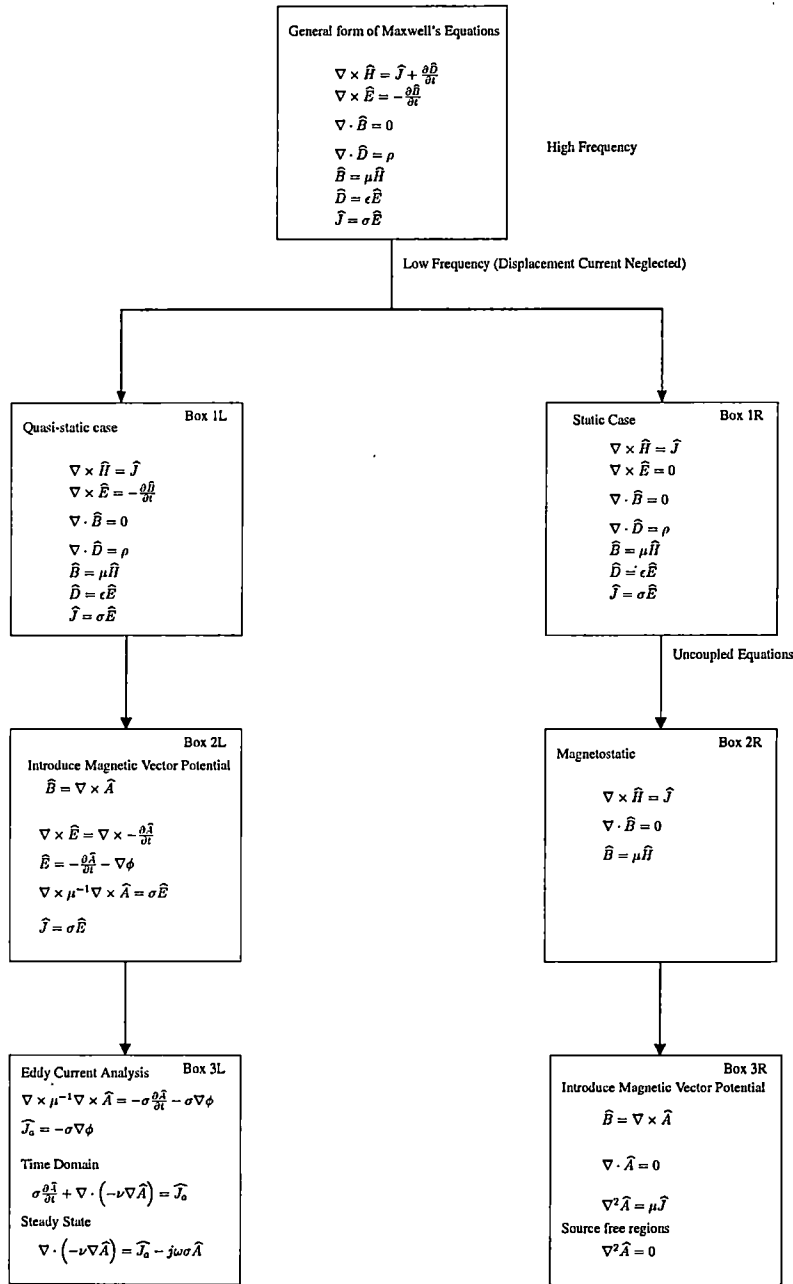 General form of Maxwell's Equations
∇ × Ĥ = Ĵ + ∂D̂/∂t
∇ × Ê = −∂B̂/∂t
∇ · B̂ = 0
∇ · D̂ = ρ
B̂ = μĤ
D̂ = εÊ
Ĵ = σÊ
High Frequency
Low Frequency (Displacement Current Neglected)
Box 1L
Quasi-static case
∇ × Ĥ = Ĵ
∇ × Ê = −∂B̂/∂t
∇ · B̂ = 0
∇ · D̂ = ρ
B̂ = μĤ
D̂ = εÊ
Ĵ = σÊ
Box 1R
Static Case
∇ × Ĥ = Ĵ
∇ × Ê = 0
∇ · B̂ = 0
∇ · D̂ = ρ
B̂ = μĤ
D̂ = εÊ
Ĵ = σÊ
Uncoupled Equations
Box 2L
Introduce Magnetic Vector Potential
B̂ = ∇ × Â
∇ × Ê = ∇ × −∂Â/∂t
Ê = −∂Â/∂t − ∇φ
∇ × μ⁻¹∇ × Â = σÊ
Ĵ = σÊ
Box 2R
Magnetostatic
∇ × Ĥ = Ĵ
∇ · B̂ = 0
B̂ = μĤ
Eddy Current Analysis Box 3L
∇ × μ⁻¹∇ × Â = −σ∂Â/∂t − σ∇φ
Ĵₐ = −σ∇φ
Time Domain
σ∂Â/∂t + ∇ · (−ν∇Â) = Ĵₐ
Steady State
∇ · (−ν∇Â) = Ĵₐ − jωσÂ
Box 3R
Introduce Magnetic Vector Potential
B̂ = ∇ × Â
∇ · Â = 0
∇²Â = μĴ
Source free regions
∇²Â = 0